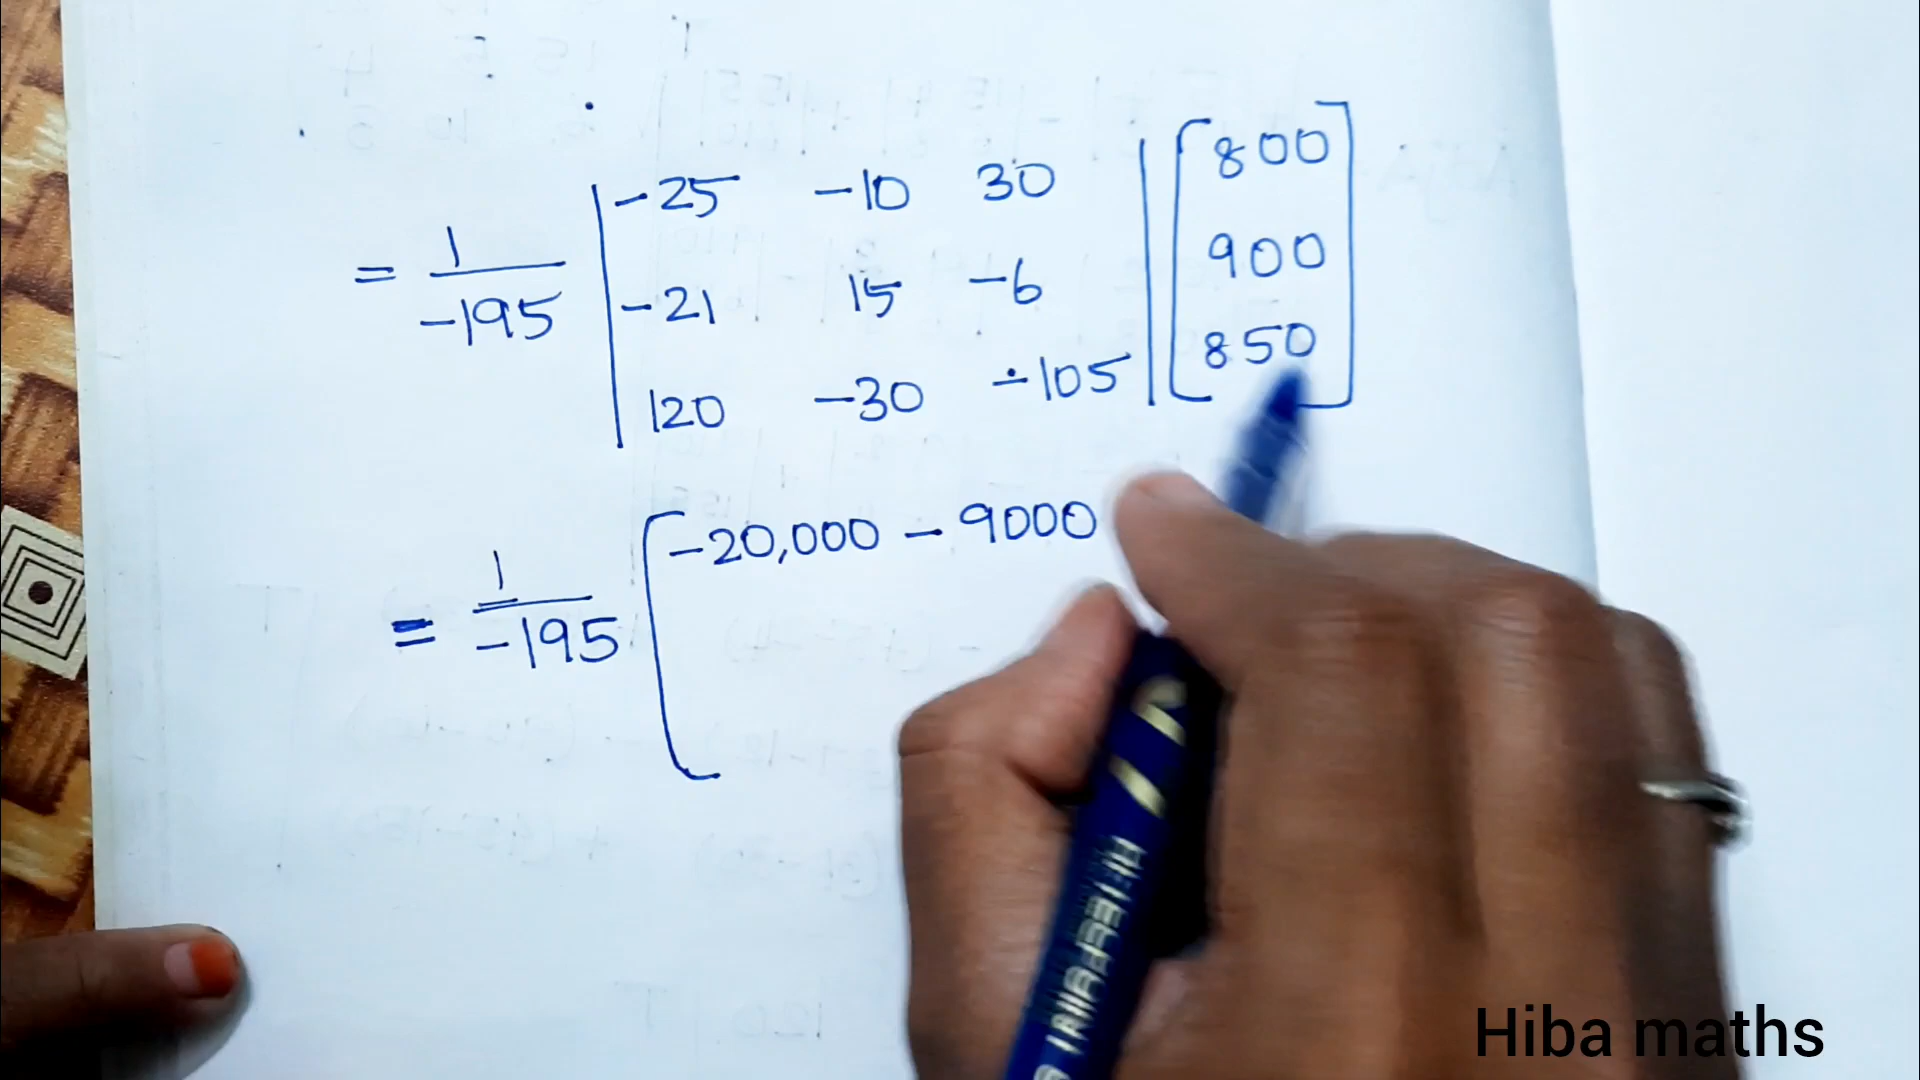 = 1/-195 | -25 -10 30 | [ 800
-21 15 -6 900
120 -30 -105 850 ]
= 1/-195 [ -20,000 - 9000
Hiba maths